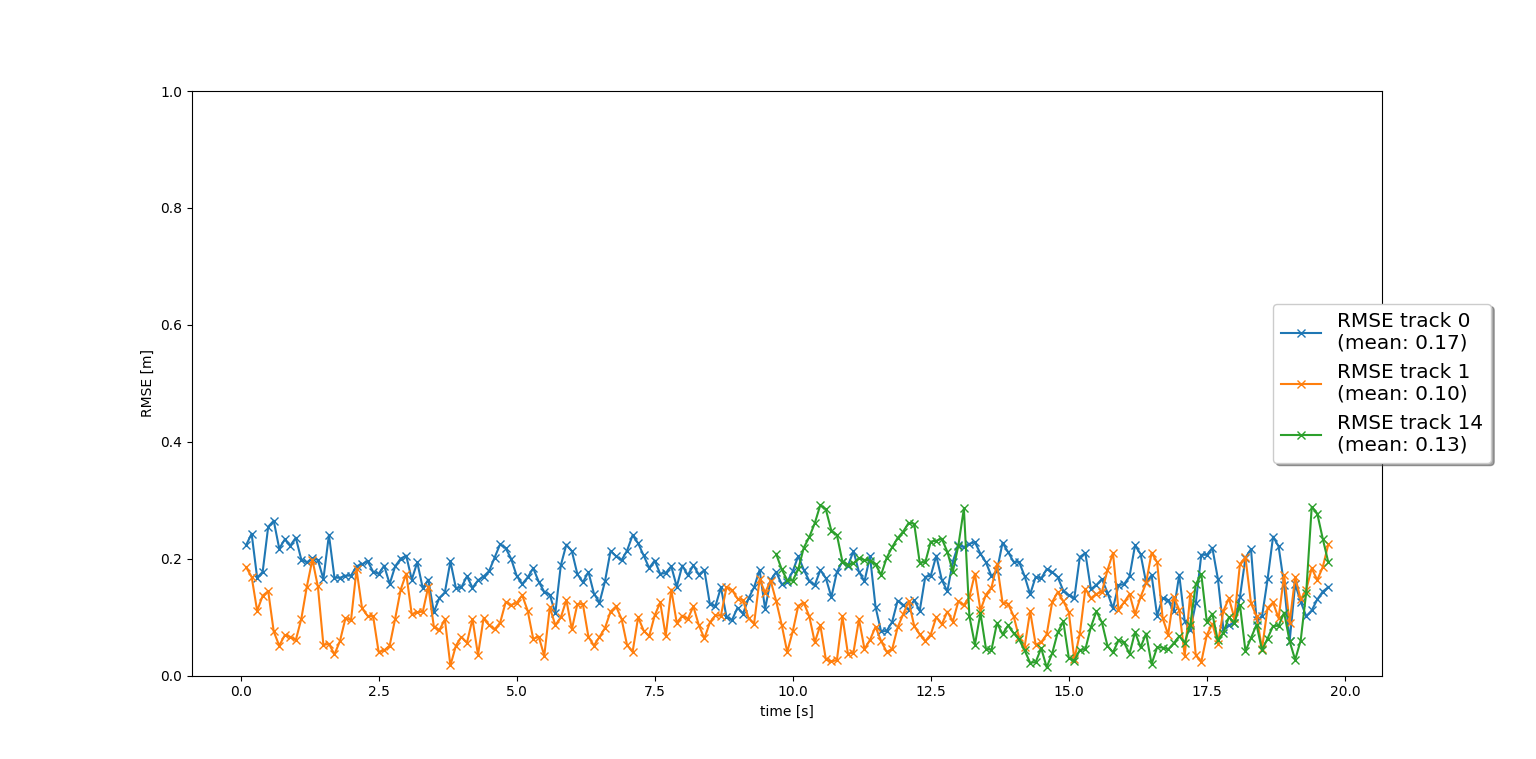 1.0
0.8
0.6
0.4
0.2
0.0
RMSE [m]
0.0 2.5 5.0 7.5 10.0 12.5 15.0 17.5 20.0
time [s]
RMSE track 0
(mean: 0.17)
RMSE track 1
(mean: 0.10)
RMSE track 14
(mean: 0.13)